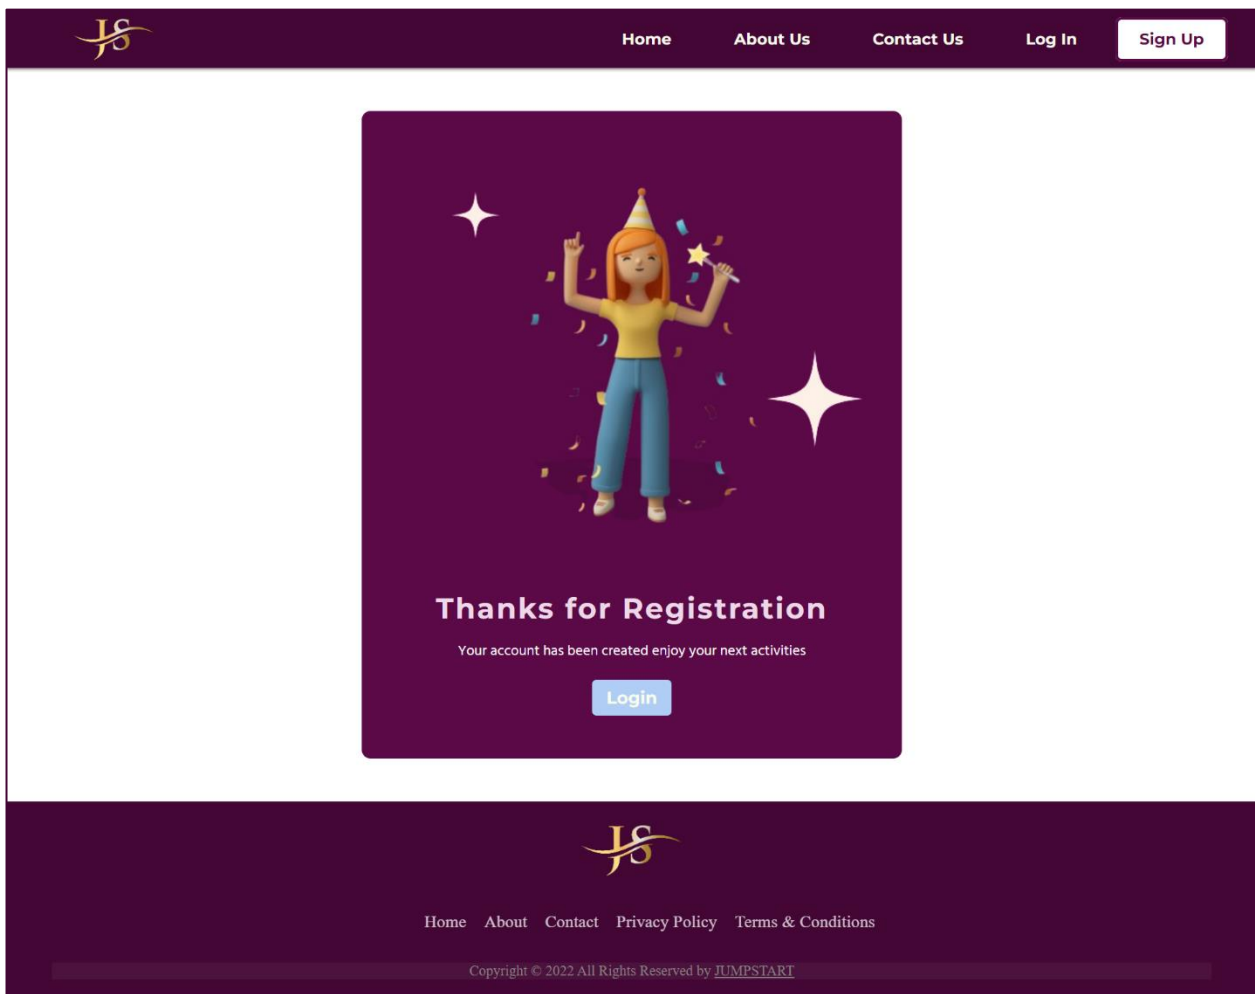 JS
Home About Us Contact Us Log In Sign Up
Thanks for Registration
Your account has been created enjoy your next activities
Login
JS
Home About Contact Privacy Policy Terms & Conditions
Copyright © 2022 All Rights Reserved by JUMPSTART